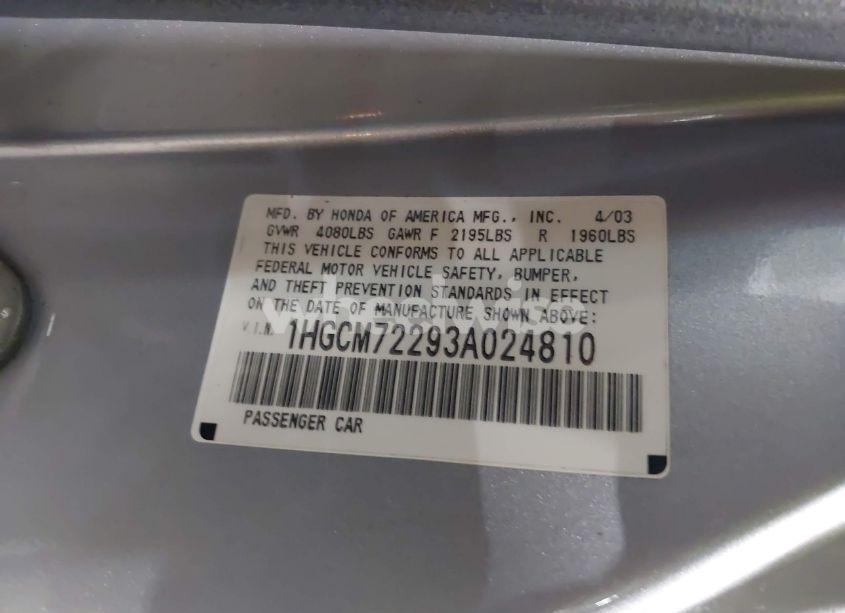 MFD. BY HONDA OF AMERICA MFG., INC. 4/03
GVWR 4080LBS GAWR F 2195LBS R 1960LBS
THIS VEHICLE CONFORMS TO ALL APPLICABLE
FEDERAL MOTOR VEHICLE SAFETY, BUMPER,
AND THEFT PREVENTION STANDARDS IN EFFECT
ON THE DATE OF MANUFACTURE SHOWN ABOVE:
V.I.N. 1HGCM72293A024810
PASSENGER CAR